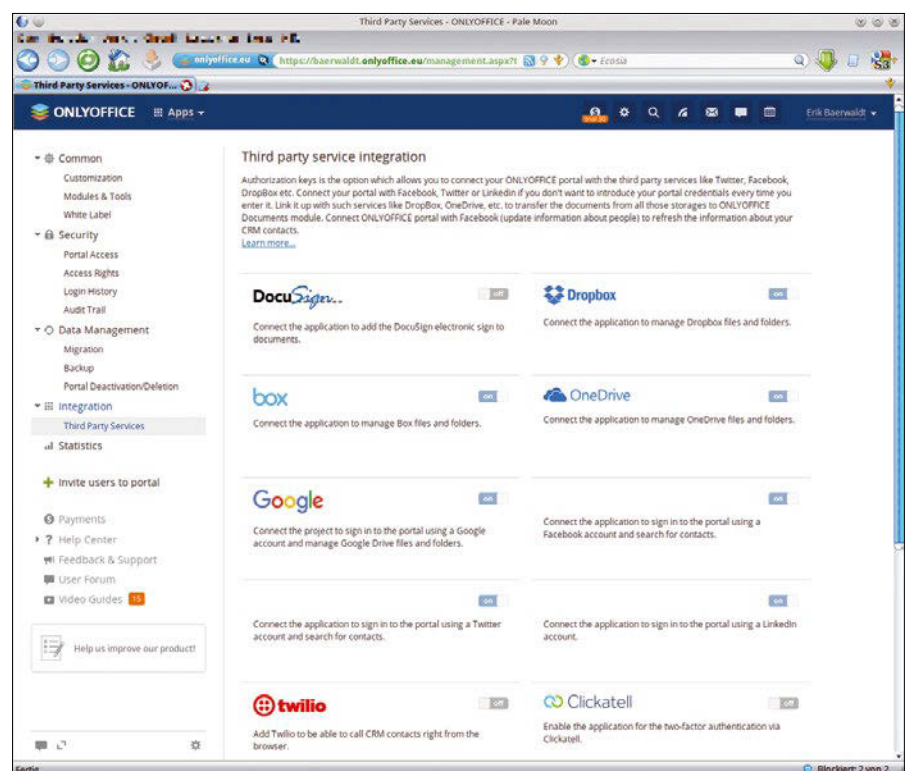 Third Party Services - ONLYOFFICE - Pale Moon
onlyoffice.eu
https://baerwaldt.onlyoffice.eu/management.aspx?t
Ecosia
Third Party Services - ONLYOF...
ONLYOFFICE
Apps
Erik Baerwaldt
Common
Customization
Modules & Tools
White Label
Security
Portal Access
Access Rights
Login History
Audit Trail
Data Management
Migration
Backup
Portal Deactivation/Deletion
Integration
Third Party Services
Statistics
Invite users to portal
Payments
Help Center
Feedback & Support
User Forum
Video Guides 15
Help us improve our product!
Third party service integration
Authorization keys is the option which allows you to connect your ONLYOFFICE portal with the third party services like Twitter, Facebook,
DropBox etc. Connect your portal with Facebook, Twitter or Linkedin if you don't want to introduce your portal credentials every time you
enter it. Link it up with such services like DropBox, OneDrive, etc. to transfer the documents from all those storages to ONLYOFFICE
Documents module. Connect ONLYOFFICE portal with Facebook (update information about people) to refresh the information about your
CRM contacts.
Learn more...
DocuSign
off
Connect the application to add the DocuSign electronic sign to
documents.
Dropbox
on
Connect the application to manage Dropbox files and folders.
box
on
Connect the application to manage Box files and folders.
OneDrive
on
Connect the application to manage OneDrive files and folders.
Google
on
Connect the project to sign in to the portal using a Google
account and manage Google Drive files and folders.
on
Connect the application to sign in to the portal using a
Facebook account and search for contacts.
on
Connect the application to sign in to the portal using a Twitter
account and search for contacts.
on
Connect the application to sign in to the portal using a LinkedIn
account.
twilio
off
Add Twilio to be able to call CRM contacts right from the
browser.
Clickatell
off
Enable the application for the two-factor authentication via
Clickatell.
Fertig
Blockiert: 2 von 2